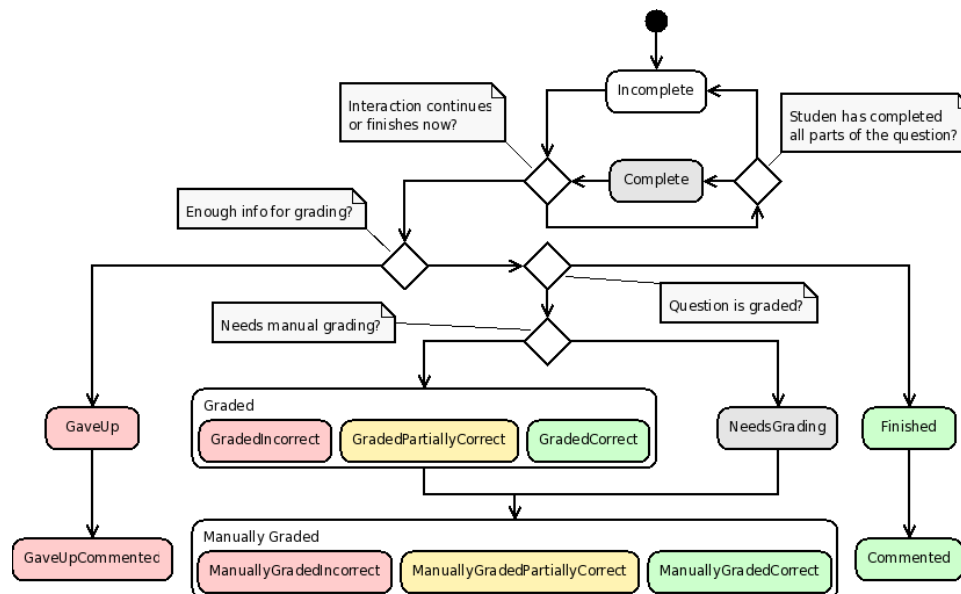 Incomplete
Interaction continues
or finishes now?
Studen has completed
all parts of the question?
Complete
Enough info for grading?
Question is graded?
Needs manual grading?
Graded
GaveUp
GradedIncorrect
GradedPartiallyCorrect
GradedCorrect
NeedsGrading
Finished
Manually Graded
GaveUpCommented
ManuallyGradedIncorrect
ManuallyGradedPartiallyCorrect
ManuallyGradedCorrect
Commented